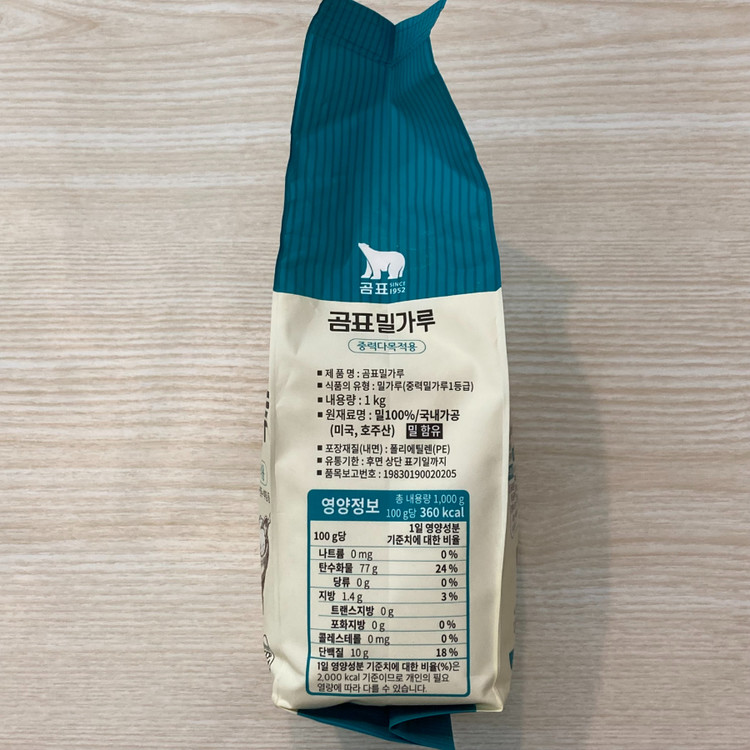 곰표 SINCE 1952
곰표 밀가루
중력다목적용
■ 제 품 명 : 곰표밀가루
■ 식품의 유형 : 밀가루(중력밀가루1등급)
■ 내용량 : 1 kg
■ 원재료명 : 밀100%/국내가공
(미국, 호주산) 밀 함유
■ 포장재질(내면) : 폴리에틸렌(PE)
■ 유통기한 : 후면 상단 표기일까지
■ 품목보고번호 : 19830190020205
영양정보 총 내용량 1,000 g
100 g당 360 kcal
100 g당 1일 영양성분
기준치에 대한 비율
나트륨 0 mg 0 %
탄수화물 77 g 24 %
당류 0 g 0 %
지방 1.4 g 3 %
트랜스지방 0 g
포화지방 0 g 0 %
콜레스테롤 0 mg 0 %
단백질 10 g 18 %
1일 영양성분 기준치에 대한 비율(%)은
2,000 kcal 기준이므로 개인의 필요
열량에 따라 다를 수 있습니다.